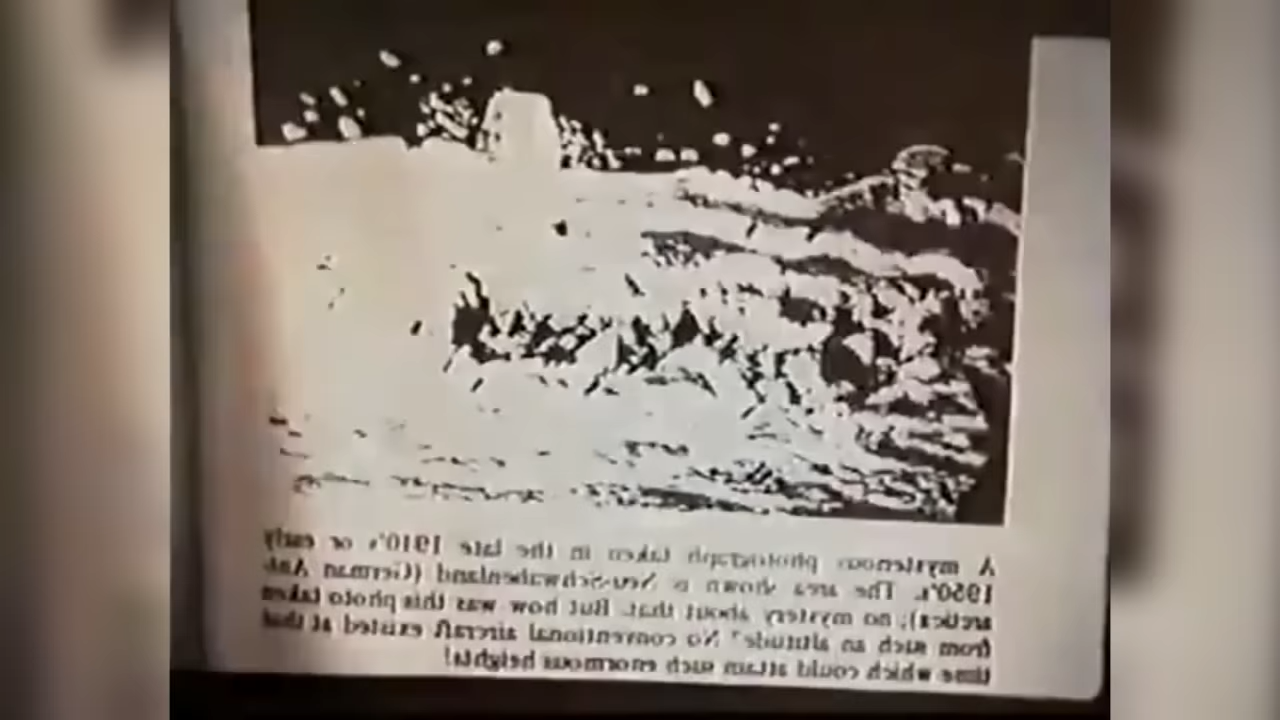 A mysterious photograph taken in the late 1940's or early
1950's. The area shown is Neu-Schwabenland (German Ant-
arctica); no mystery about that. But how was this photo taken
from such an altitude? No conventional aircraft existed at that
time which could attain such enormous heights!